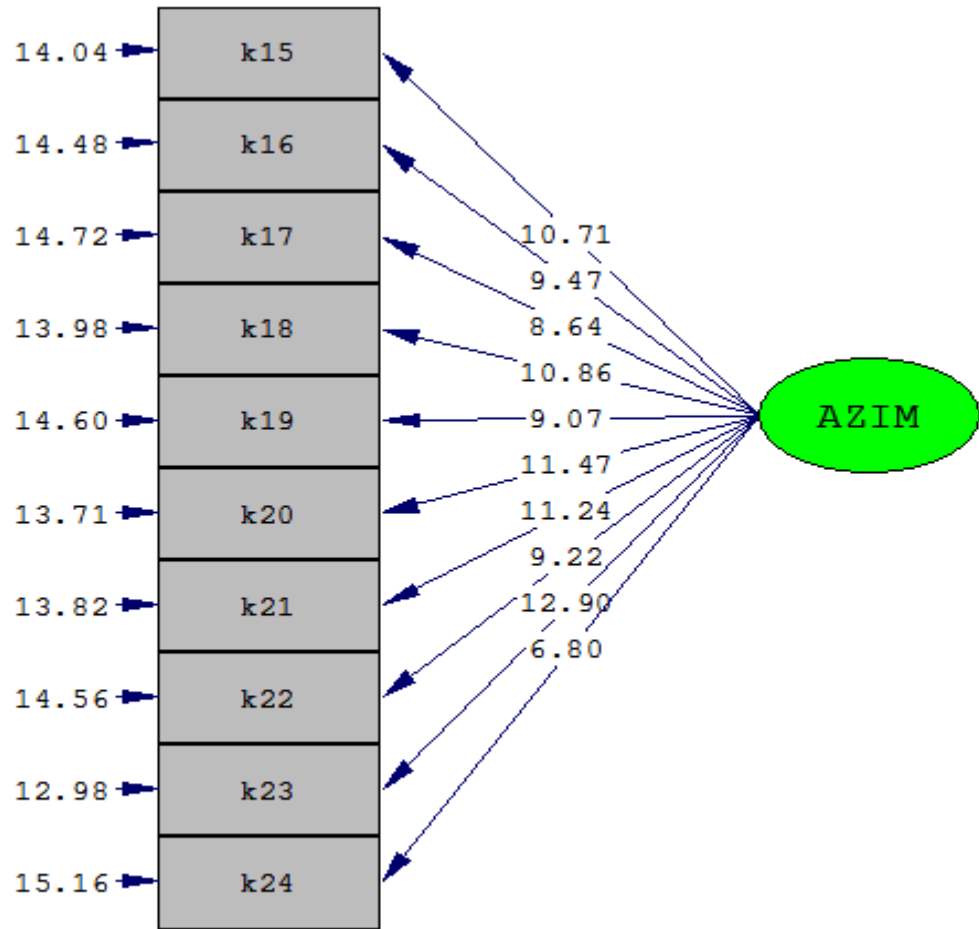 14.04 k15
14.48 k16
14.72 k17
13.98 k18
14.60 k19
13.71 k20
13.82 k21
14.56 k22
12.98 k23
15.16 k24
10.71
9.47
8.64
10.86
9.07
11.47
11.24
9.22
12.90
6.80
AZIM